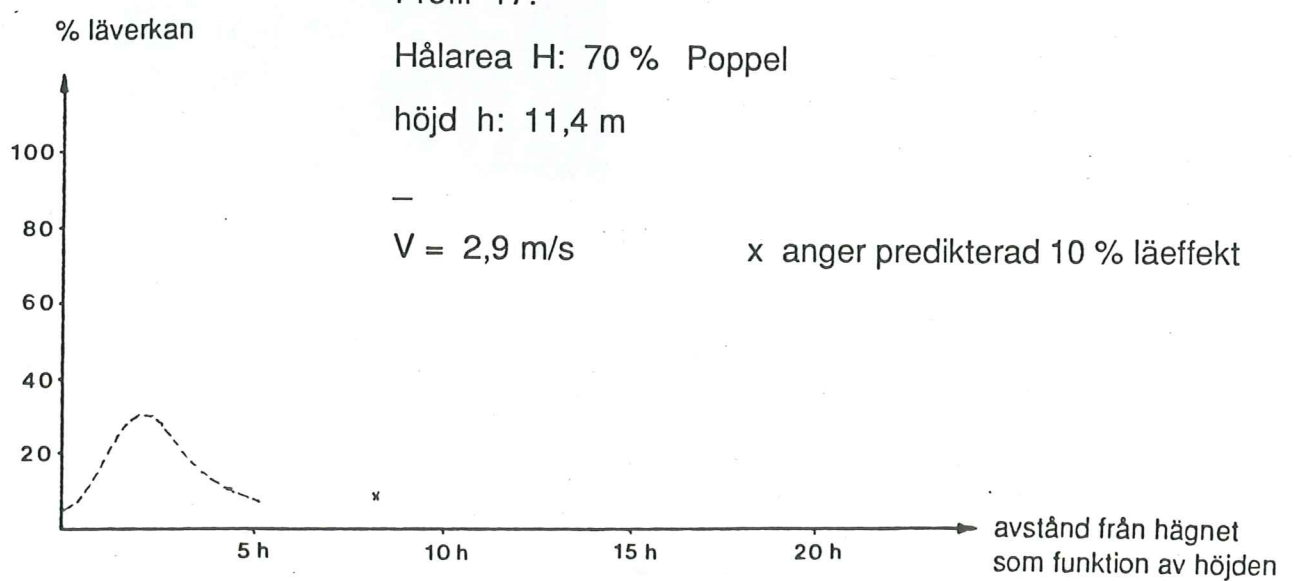 % läverkan
Hålarea H: 70 % Poppel
höjd h: 11,4 m
V = 2,9 m/s
x anger predikterad 10 % läeffekt
100
80
60
40
20
x
5 h
10 h
15 h
20 h
avstånd från hägnet
som funktion av höjden